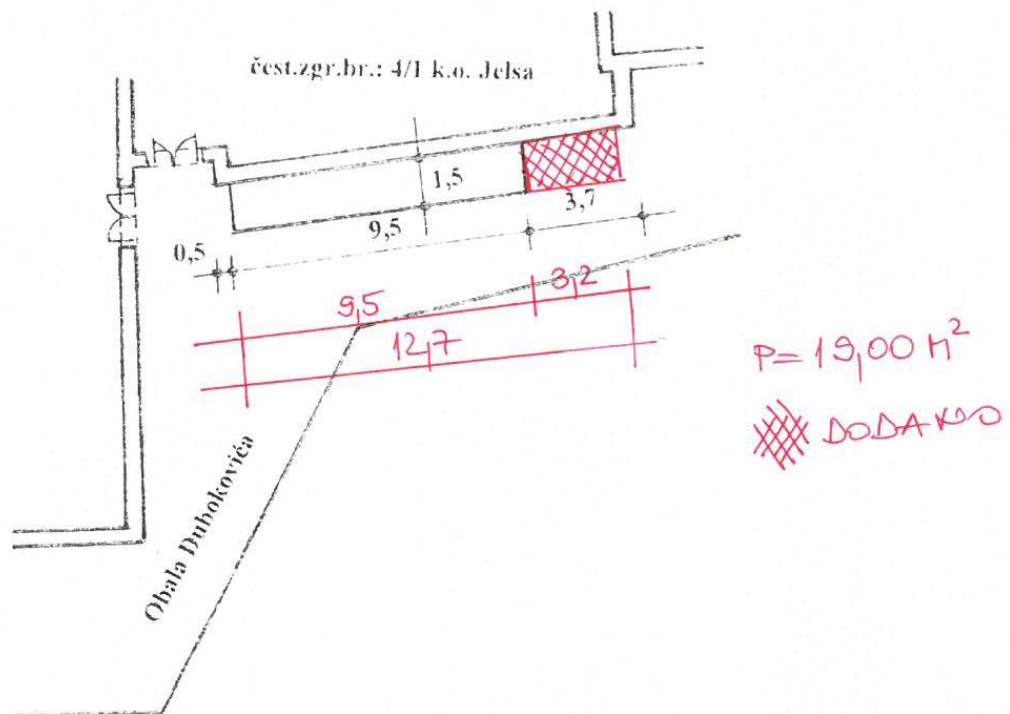 čest.zgr.br.: 4/1 k.o. Jelsa
1,5
3,7
9,5
0,5
9,5
3,2
12,7
P= 19,00 M²
DODATNO
Obala Dubokovića